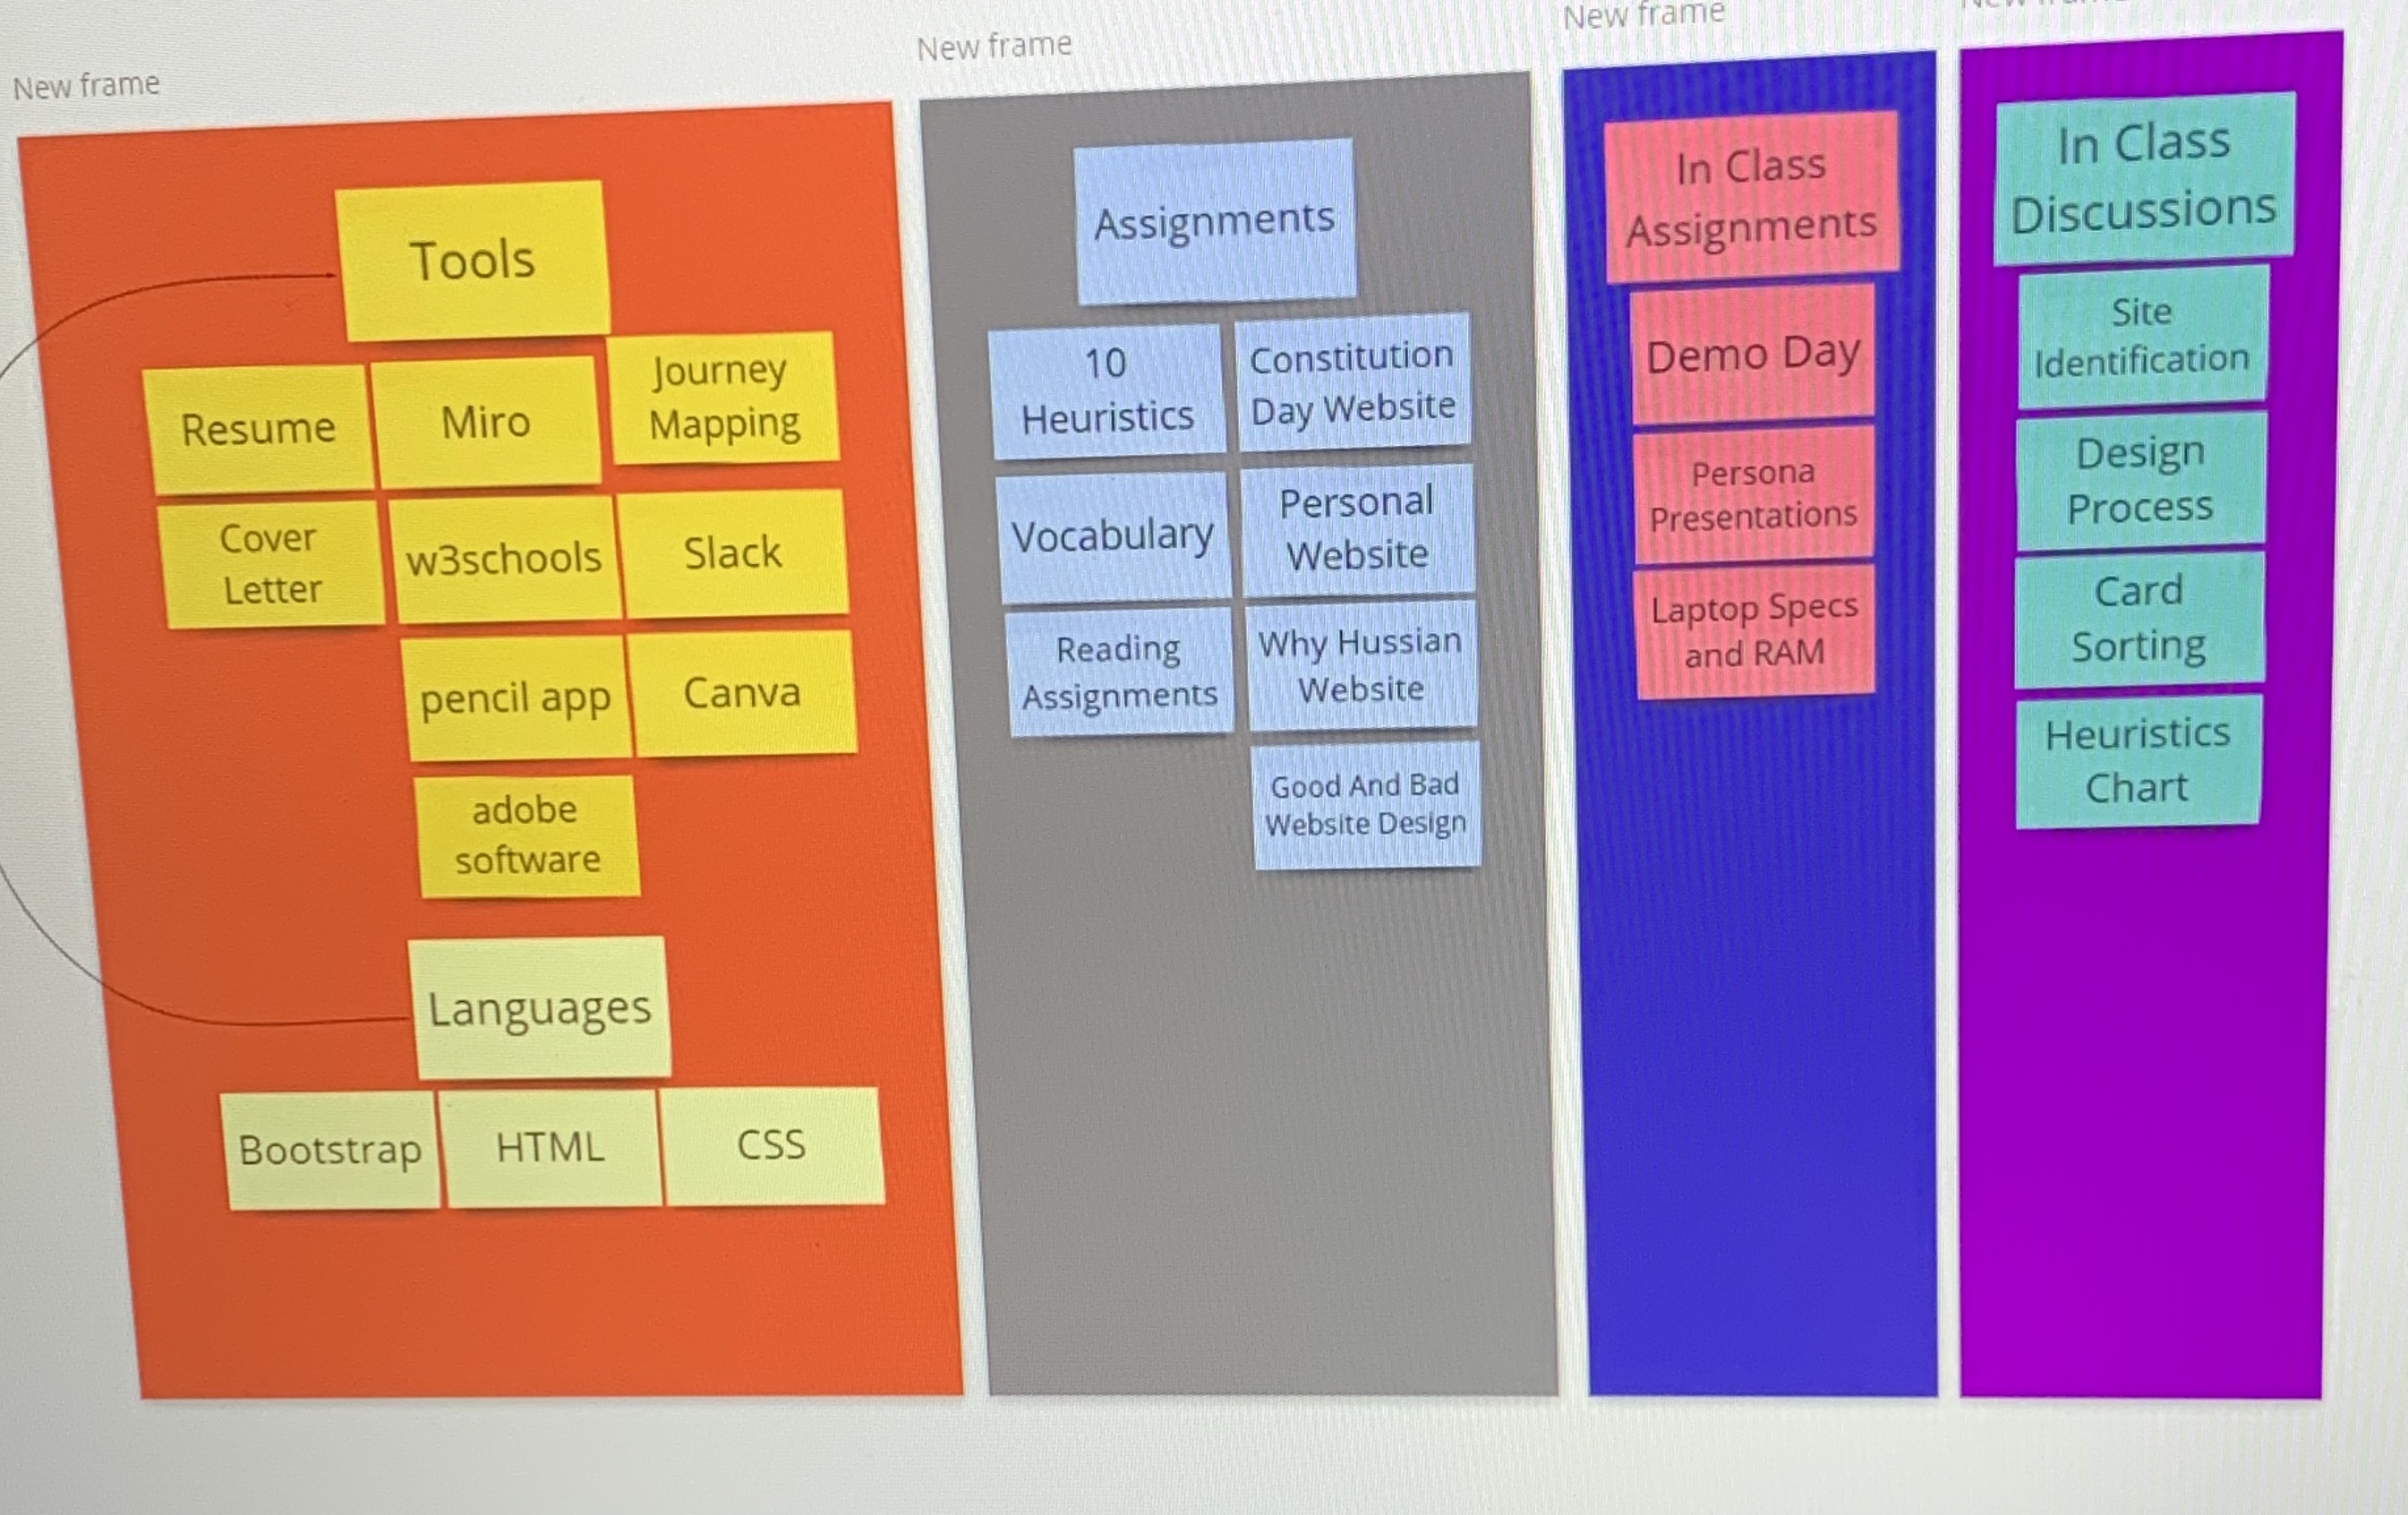 New frame
Tools
Resume
Miro
Journey
Mapping
Cover
Letter
w3schools
Slack
pencil app
Canva
adobe
software
Languages
Bootstrap
HTML
CSS
New frame
Assignments
10
Heuristics
Constitution
Day Website
Vocabulary
Personal
Website
Reading
Assignments
Why Hussian
Website
Good And Bad
Website Design
New frame
In Class
Assignments
Demo Day
Persona
Presentations
Laptop Specs
and RAM
In Class
Discussions
Site
Identification
Design
Process
Card
Sorting
Heuristics
Chart